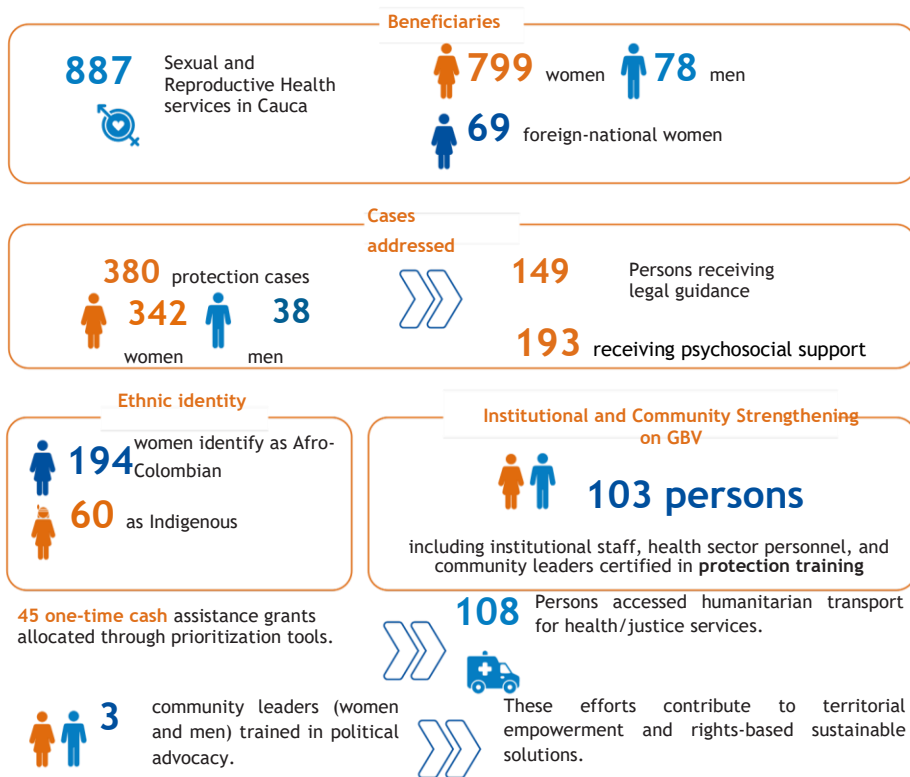 Beneficiaries
887
Sexual and
Reproductive Health
services in Cauca
799 women
78 men
69 foreign-national women
Cases
addressed
380 protection cases
342
women
38
men
149
Persons receiving
legal guidance
193 receiving psychosocial support
Ethnic identity
194 women identify as Afro-
Colombian
60 as Indigenous
Institutional and Community Strengthening
on GBV
103 persons
including institutional staff, health sector personnel, and
community leaders certified in protection training
45 one-time cash assistance grants
allocated through prioritization tools.
108
Persons accessed humanitarian transport
for health/justice services.
3
community leaders (women
and men) trained in political
advocacy.
These efforts contribute to territorial
empowerment and rights-based sustainable
solutions.